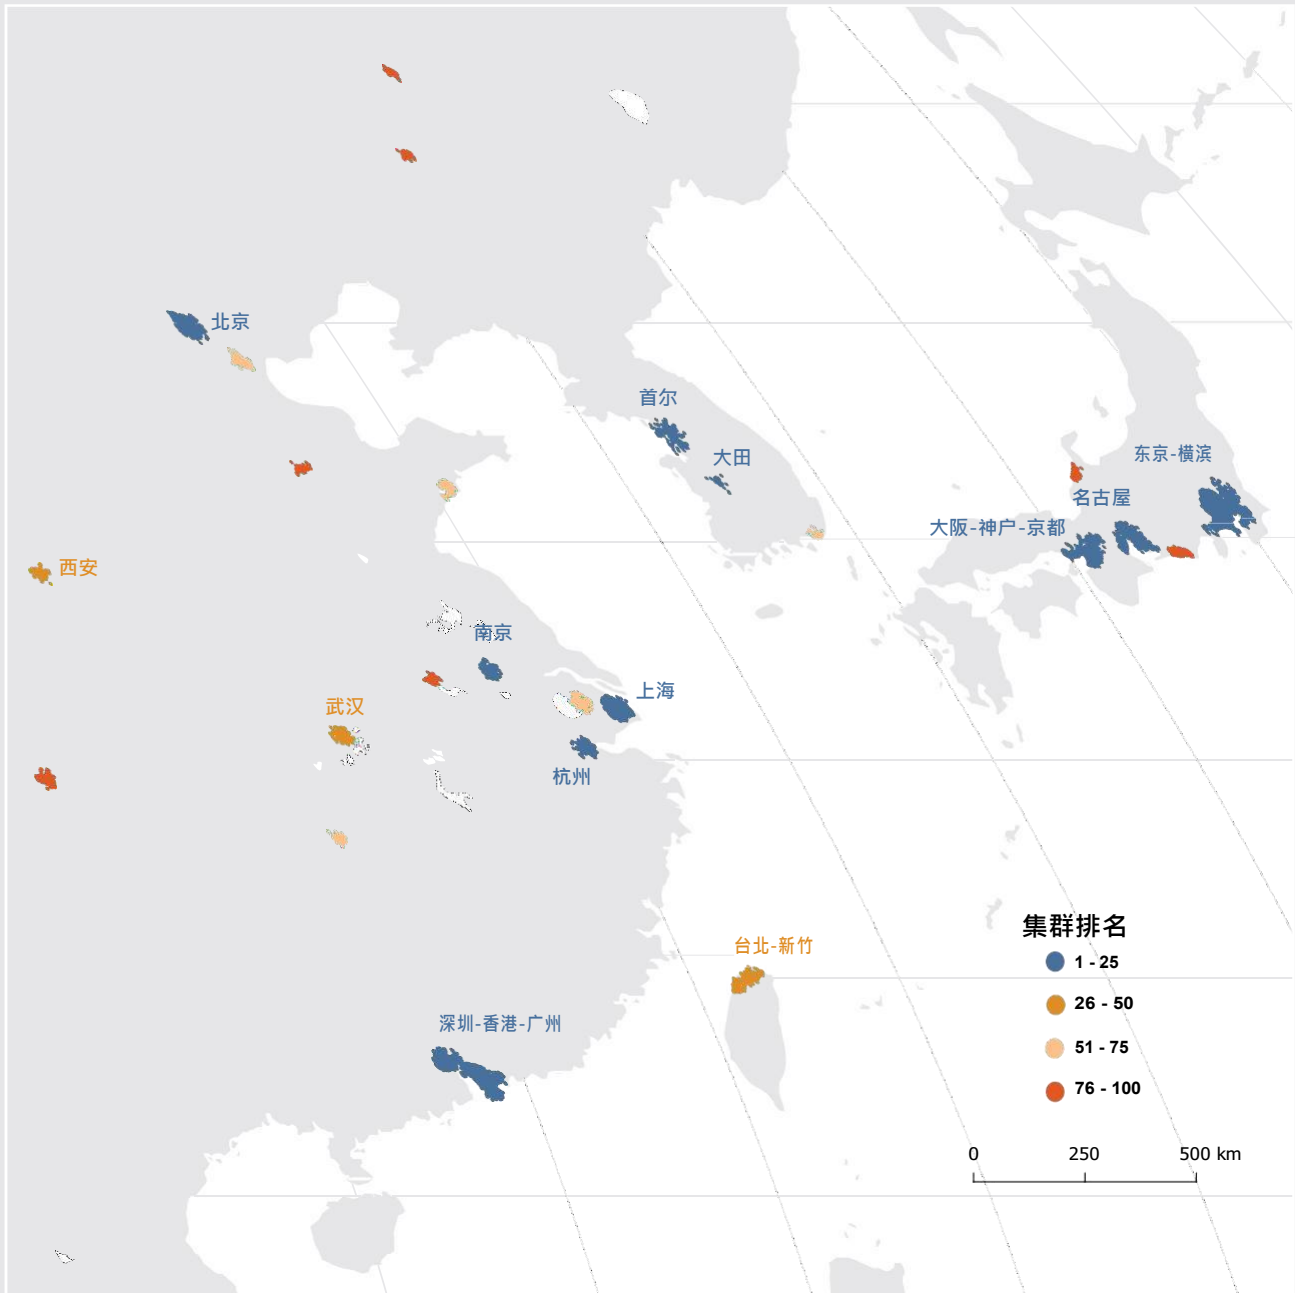 北京
首尔
大田
东京-横滨
名古屋
大阪-神户-京都
西安
南京
上海
武汉
杭州
台北-新竹
深圳-香港-广州
集群排名
1 - 25
26 - 50
51 - 75
76 - 100
0 250 500 km